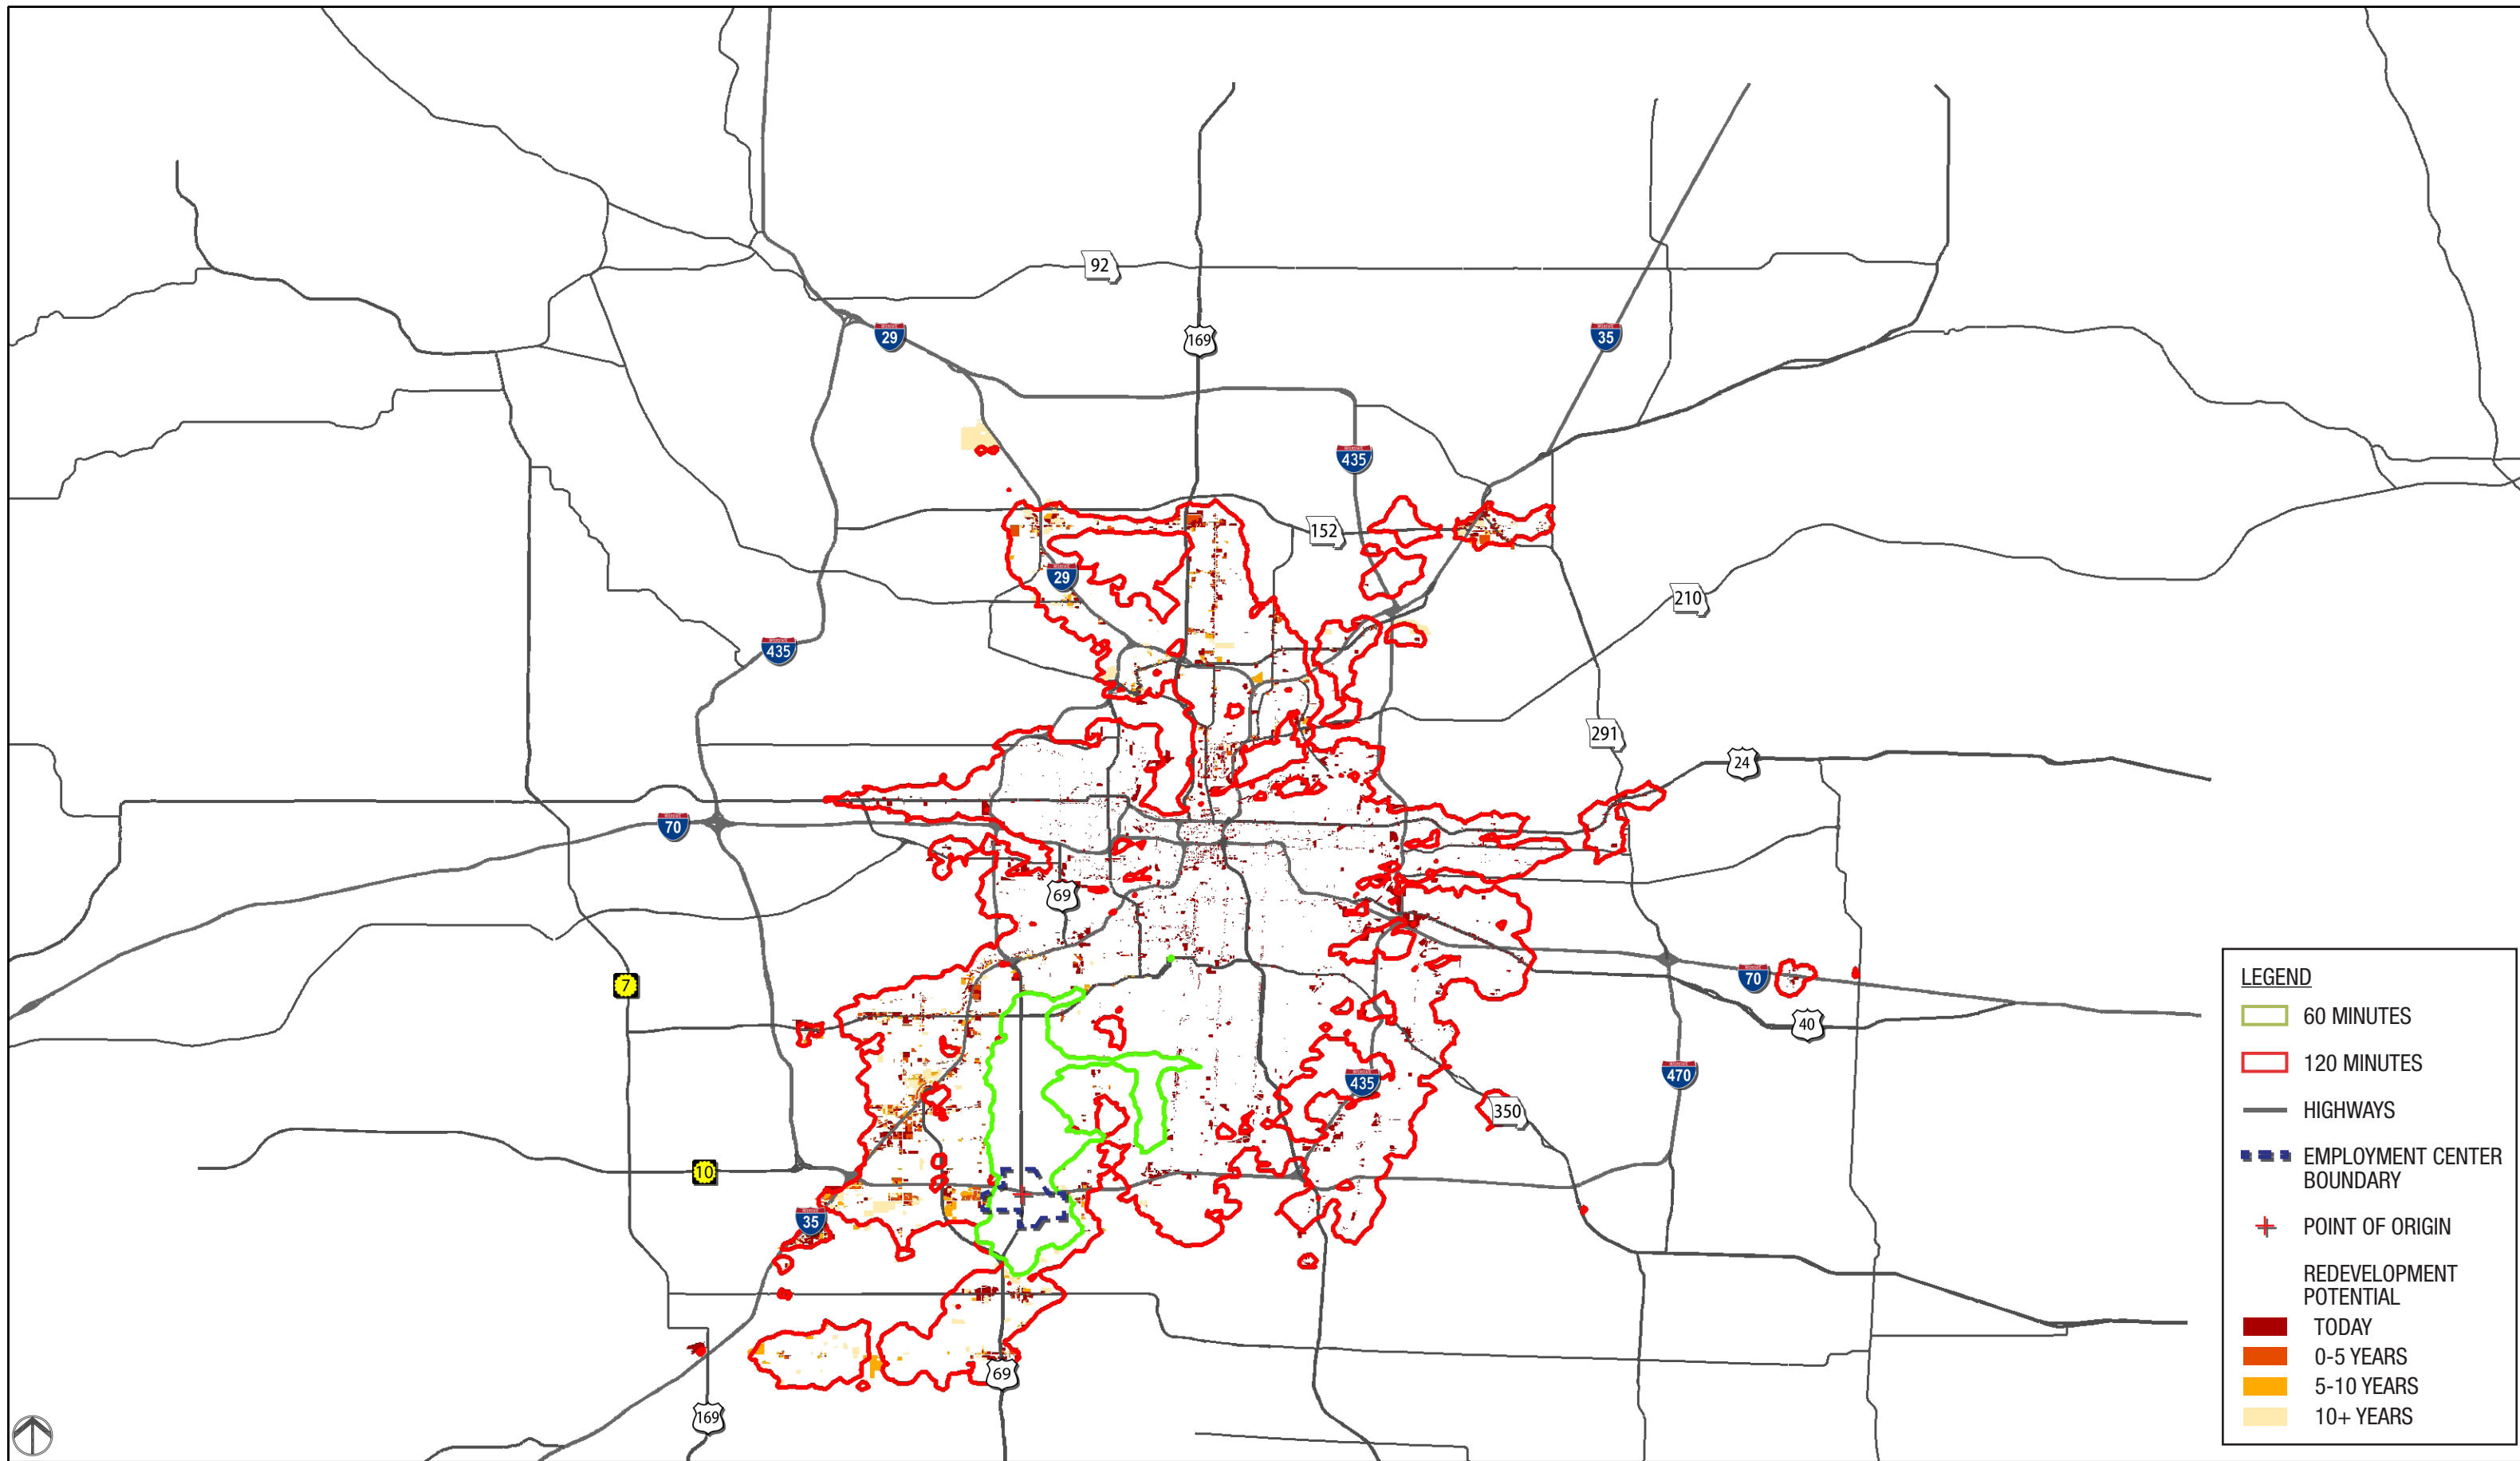 92
29
169
35
435
152
29
210
435
291
24
70
69
7
70
40
435
470
350
10
35
69
169
LEGEND
60 MINUTES
120 MINUTES
HIGHWAYS
EMPLOYMENT CENTER
BOUNDARY
POINT OF ORIGIN
REDEVELOPMENT
POTENTIAL
TODAY
0-5 YEARS
5-10 YEARS
10+ YEARS